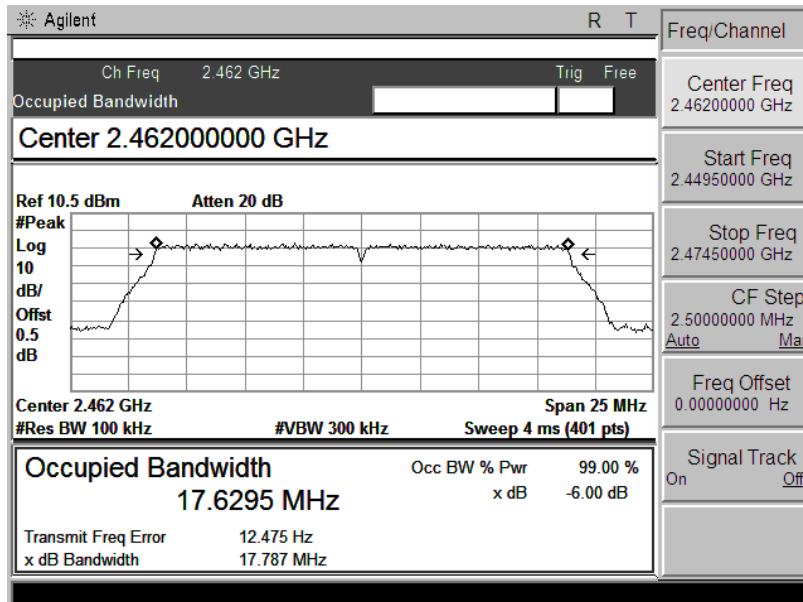 Agilent R T
Freq/Channel
Ch Freq 2.462 GHz Trig Free
Occupied Bandwidth
Center Freq
2.46200000 GHz
Center 2.462000000 GHz
Start Freq
2.44950000 GHz
Ref 10.5 dBm Atten 20 dB
#Peak
Log
10
dB/
Offst
0.5
dB
Stop Freq
2.47450000 GHz
CF Step
2.50000000 MHz
Auto Ma
Freq Offset
0.00000000 Hz
Center 2.462 GHz Span 25 MHz
#Res BW 100 kHz #VBW 300 kHz Sweep 4 ms (401 pts)
Signal Track
On Off
Occupied Bandwidth Occ BW % Pwr 99.00 %
17.6295 MHz x dB -6.00 dB
Transmit Freq Error 12.475 Hz
x dB Bandwidth 17.787 MHz